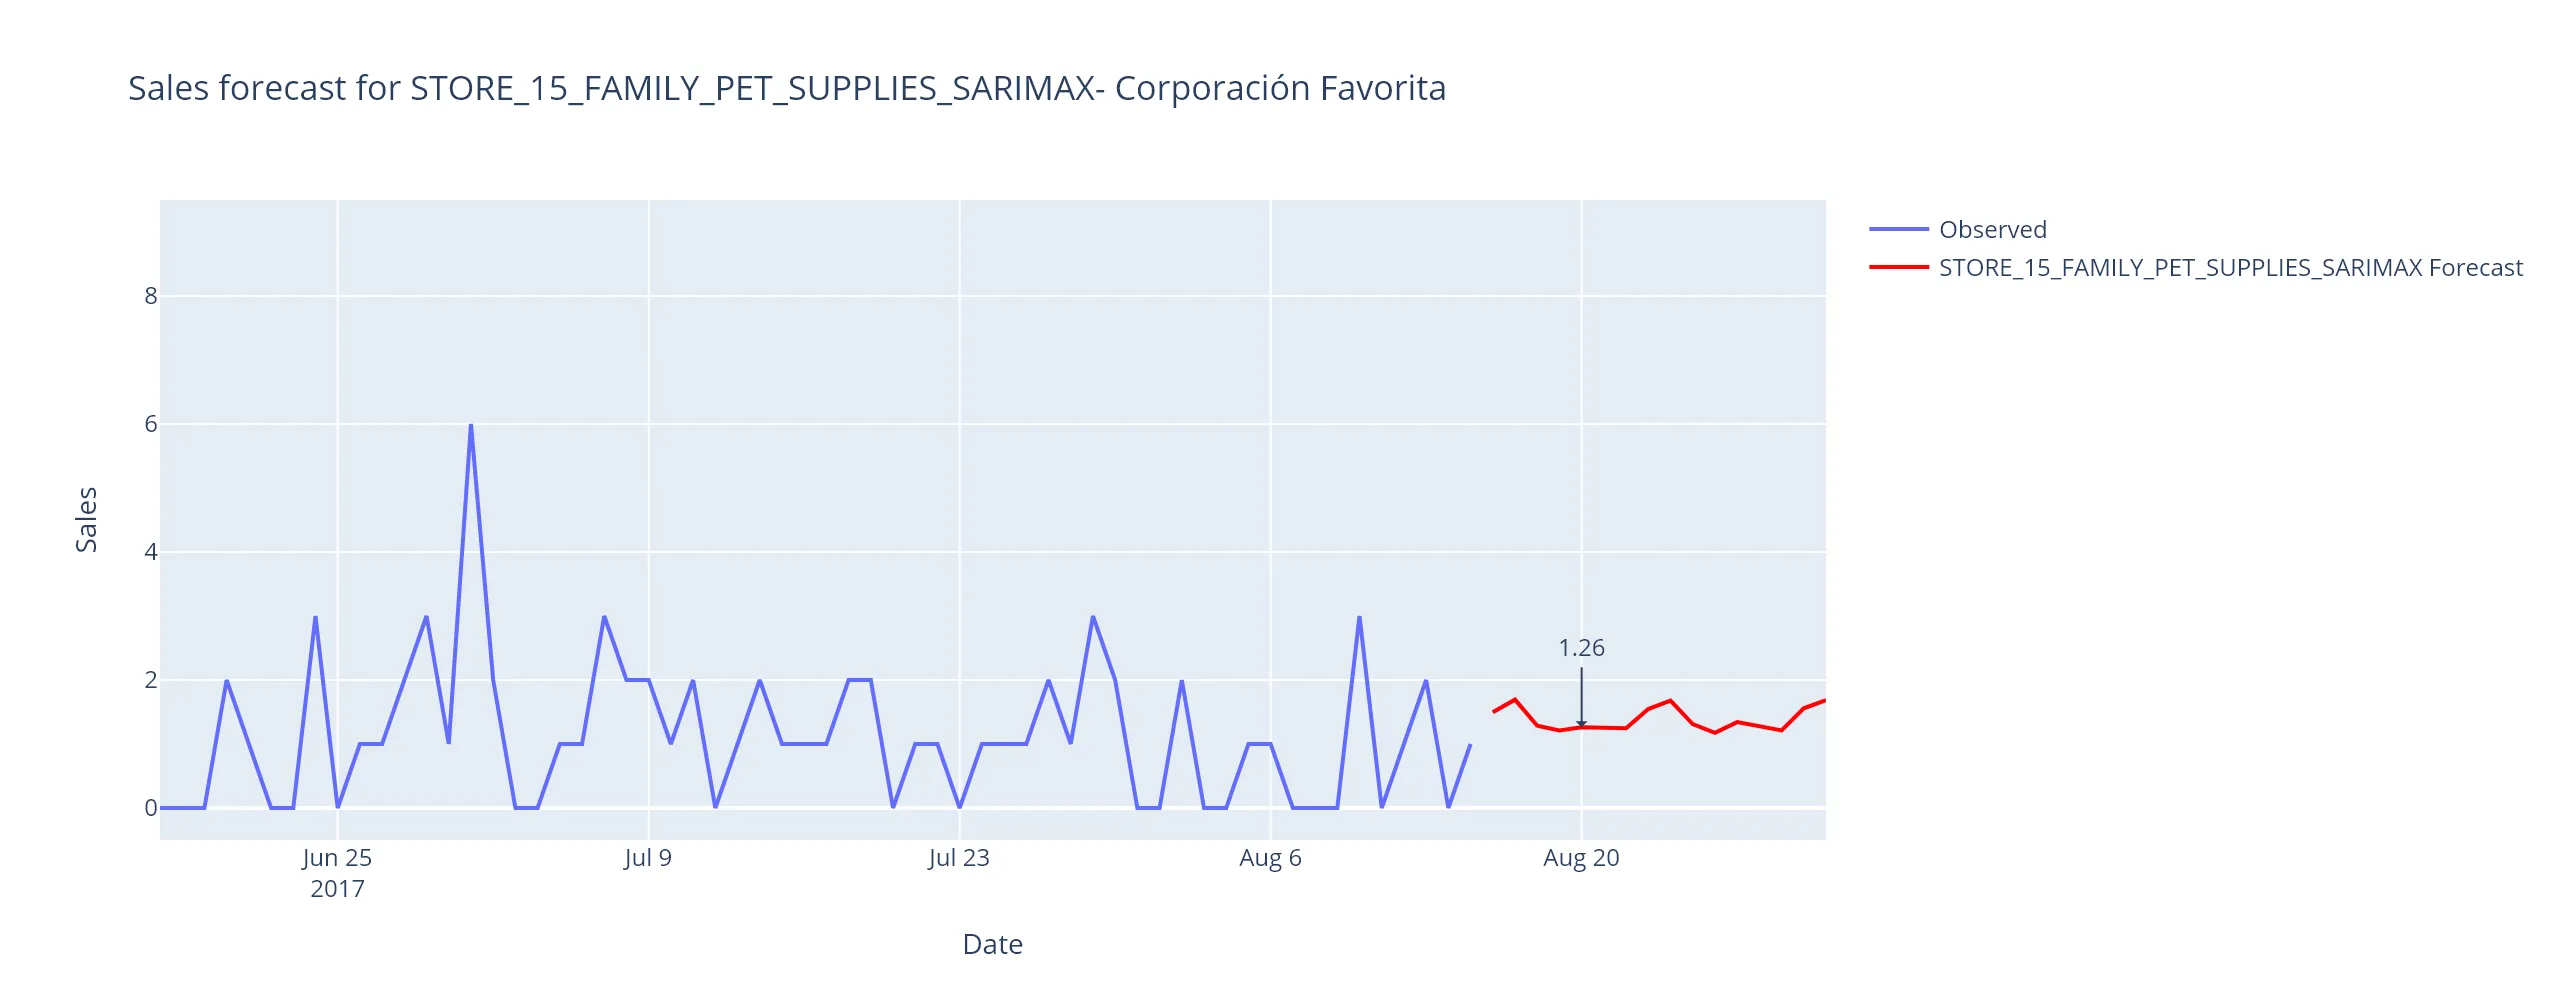 Sales forecast for STORE_15_FAMILY_PET_SUPPLIES_SARIMAX- Corporación Favorita
Observed
STORE_15_FAMILY_PET_SUPPLIES_SARIMAX Forecast
8
6
4
2
0
Sales
1.26
Jun 25
2017
Jul 9
Jul 23
Aug 6
Aug 20
Date